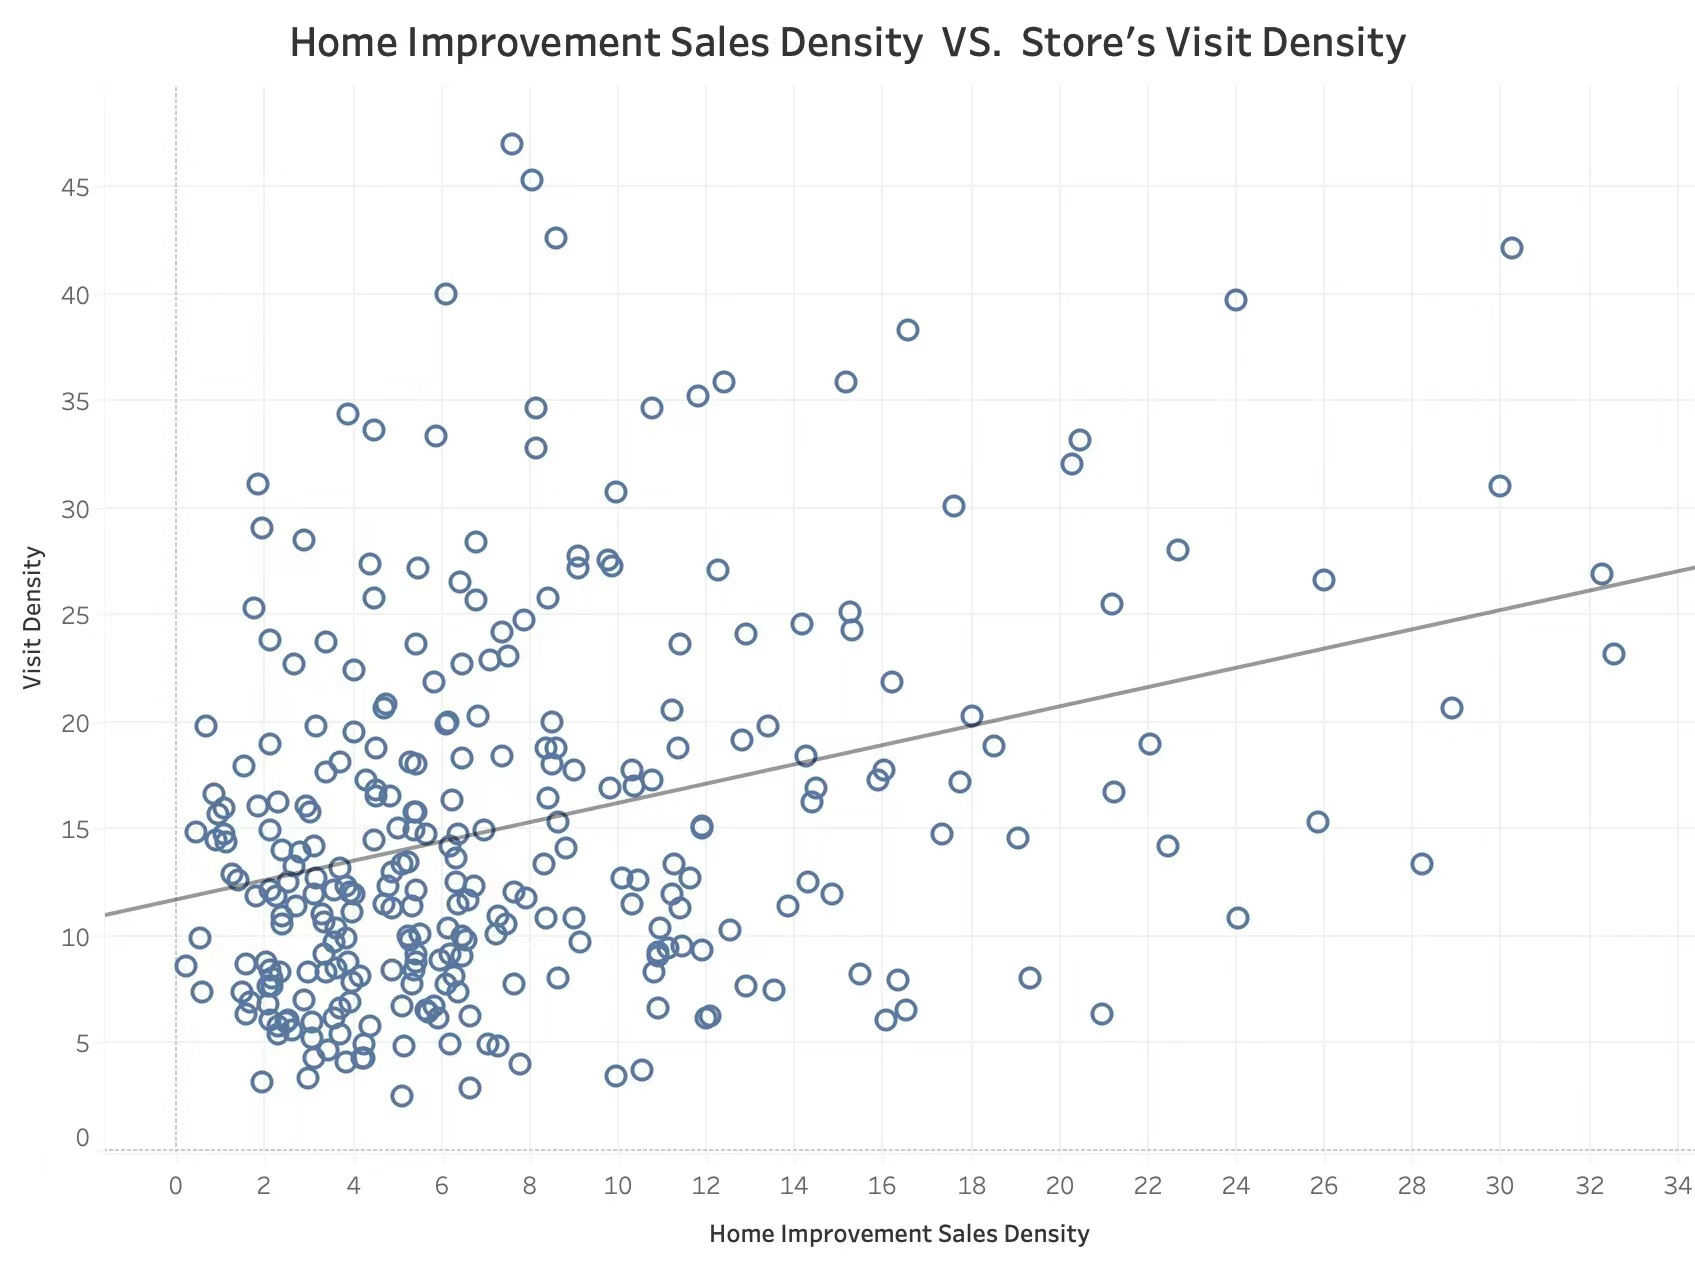 Home Improvement Sales Density VS. Store’s Visit Density
Visit Density
45
40
35
30
25
20
15
10
5
0
0 2 4 6 8 10 12 14 16 18 20 22 24 26 28 30 32 34
Home Improvement Sales Density